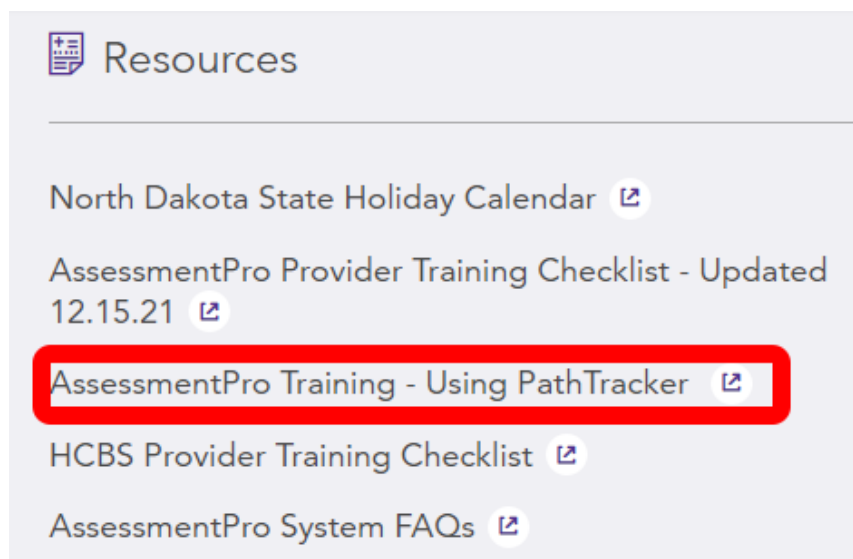 Resources
North Dakota State Holiday Calendar
AssessmentPro Provider Training Checklist - Updated
12.15.21
AssessmentPro Training - Using PathTracker
HCBS Provider Training Checklist
AssessmentPro System FAQs